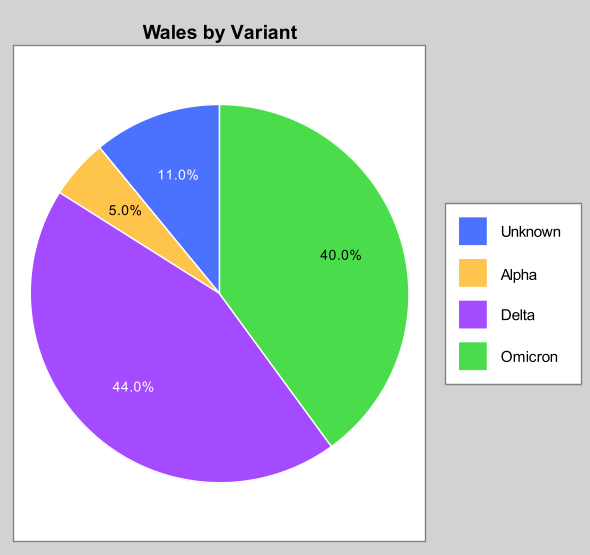 Wales by Variant
11.0%
5.0%
40.0%
44.0%
Unknown
Alpha
Delta
Omicron